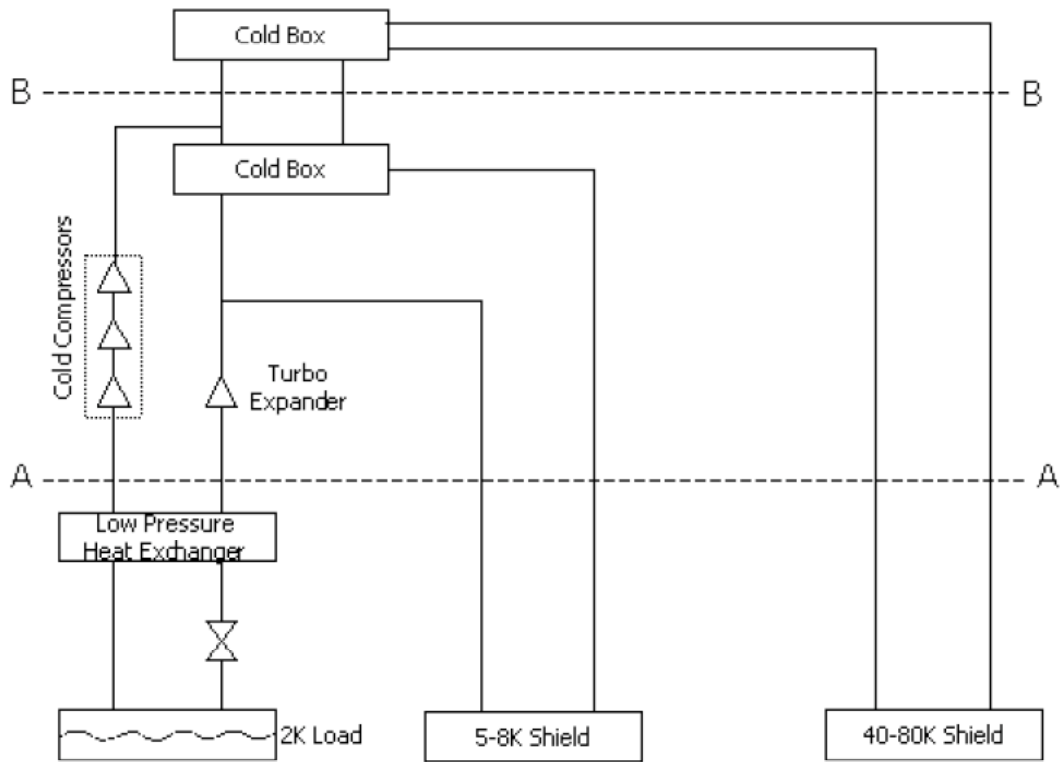 Cold Box
B
B
Cold Box
Cold Compressors
Turbo
Expander
A
A
Low Pressure
Heat Exchanger
2K Load
5-8K Shield
40-80K Shield